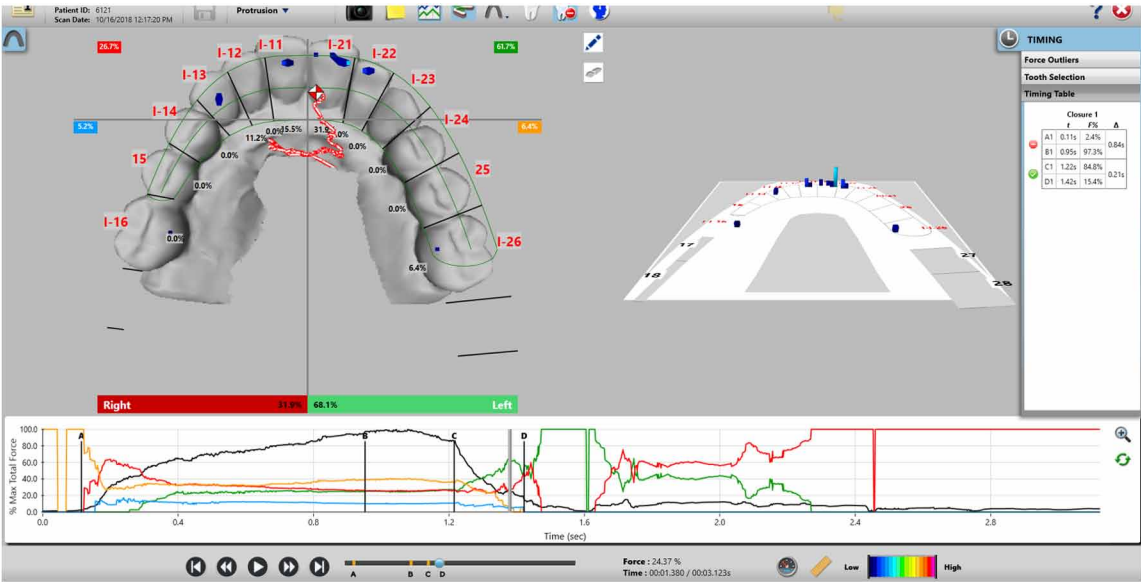 Patient ID: 6121
Scan Date: 10/16/2018 12:17:20 PM
Protrusion
?
26.7%
61.7%
5.2%
6.4%
I-16
15
I-14
I-13
I-12
I-11
I-21
I-22
I-23
I-24
25
I-26
0.0%
0.0%
0.0%
11.2%
0.0%
15.5%
31.9
.0%
0.0%
0.0%
0.0%
6.4%
Right
31.9%
68.1%
Left
17
18
27
28
TIMING
Force Outliers
Tooth Selection
Timing Table
Closure 1
t F% Δ
A1 0.11s 2.4%
0.84s
B1 0.95s 97.3%
C1 1.22s 84.8%
0.21s
D1 1.42s 15.4%
% Max Total Force
100.0
80.0
60.0
40.0
20.0
0.0
A B C D
0.0 0.4 0.8 1.2 1.6 2.0 2.4 2.8
Time (sec)
A B C D
Force : 24.37 %
Time : 00:01.380 / 00:03.123s
Low
High